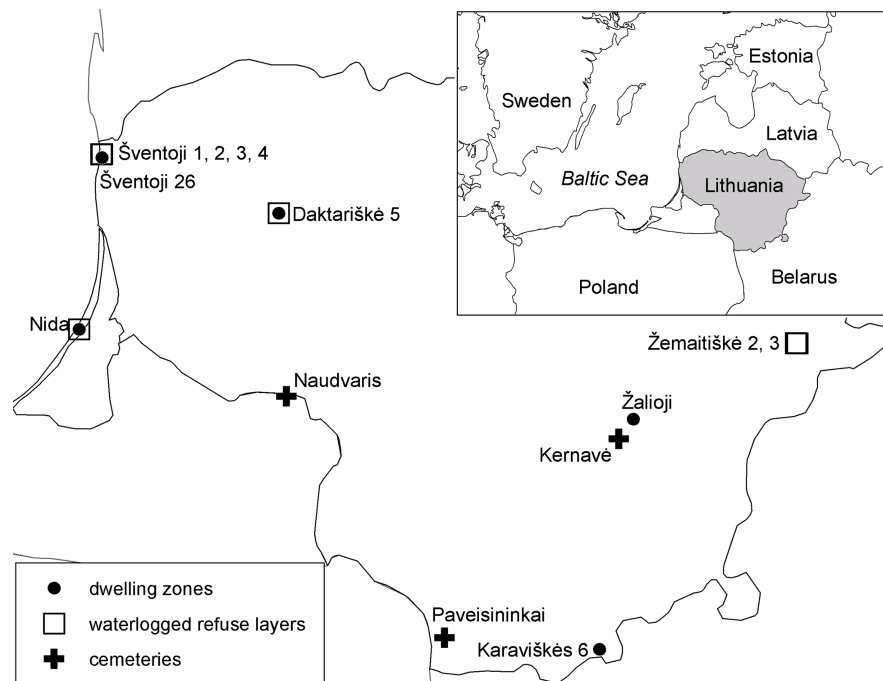 Estonia
Sweden
Latvia
Baltic Sea
Lithuania
Poland
Belarus
Šventoji 1, 2, 3, 4
Šventoji 26
Daktariškė 5
Nida
Žemaitiškė 2, 3
Naudvaris
Žalioji
Kernavė
Paveisininkai
Karaviškės 6
dwelling zones
waterlogged refuse layers
cemeteries